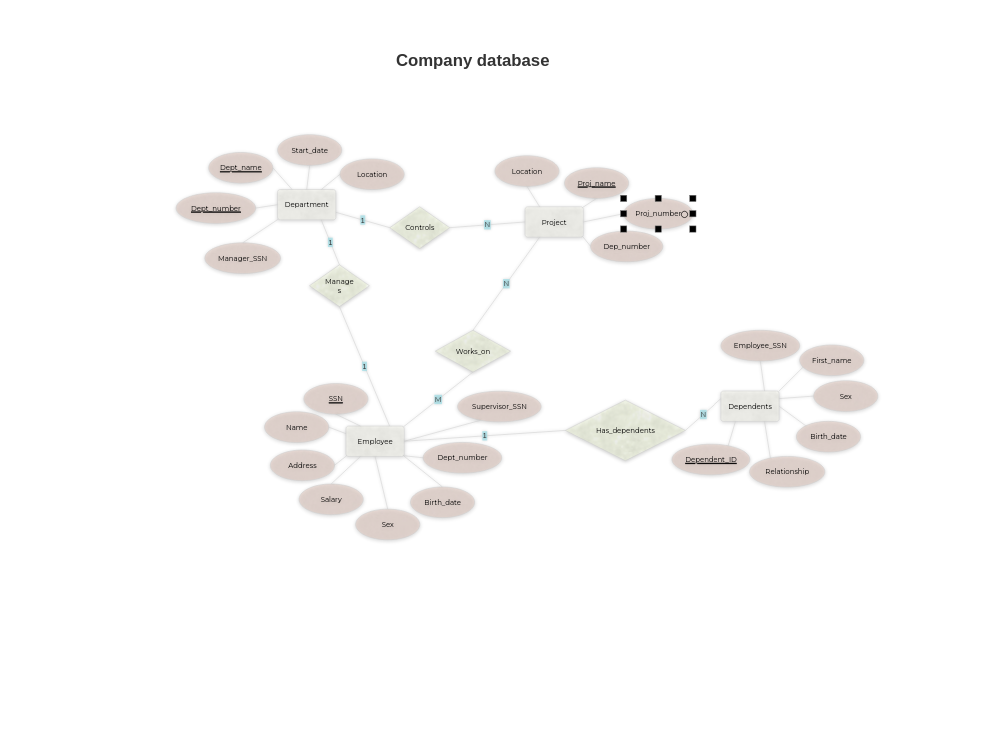 Company database
Start_date
Dept_name
Location
Dept_number
Department
Manager_SSN
1
Controls
N
Location
Proj_name
Proj_number
Project
Dep_number
1
Manage
s
N
Works_on
1
M
Employee_SSN
First_name
Sex
Dependents
Birth_date
Relationship
Dependent_ID
N
Has_dependents
1
Supervisor_SSN
SSN
Name
Employee
Address
Dept_number
Salary
Birth_date
Sex